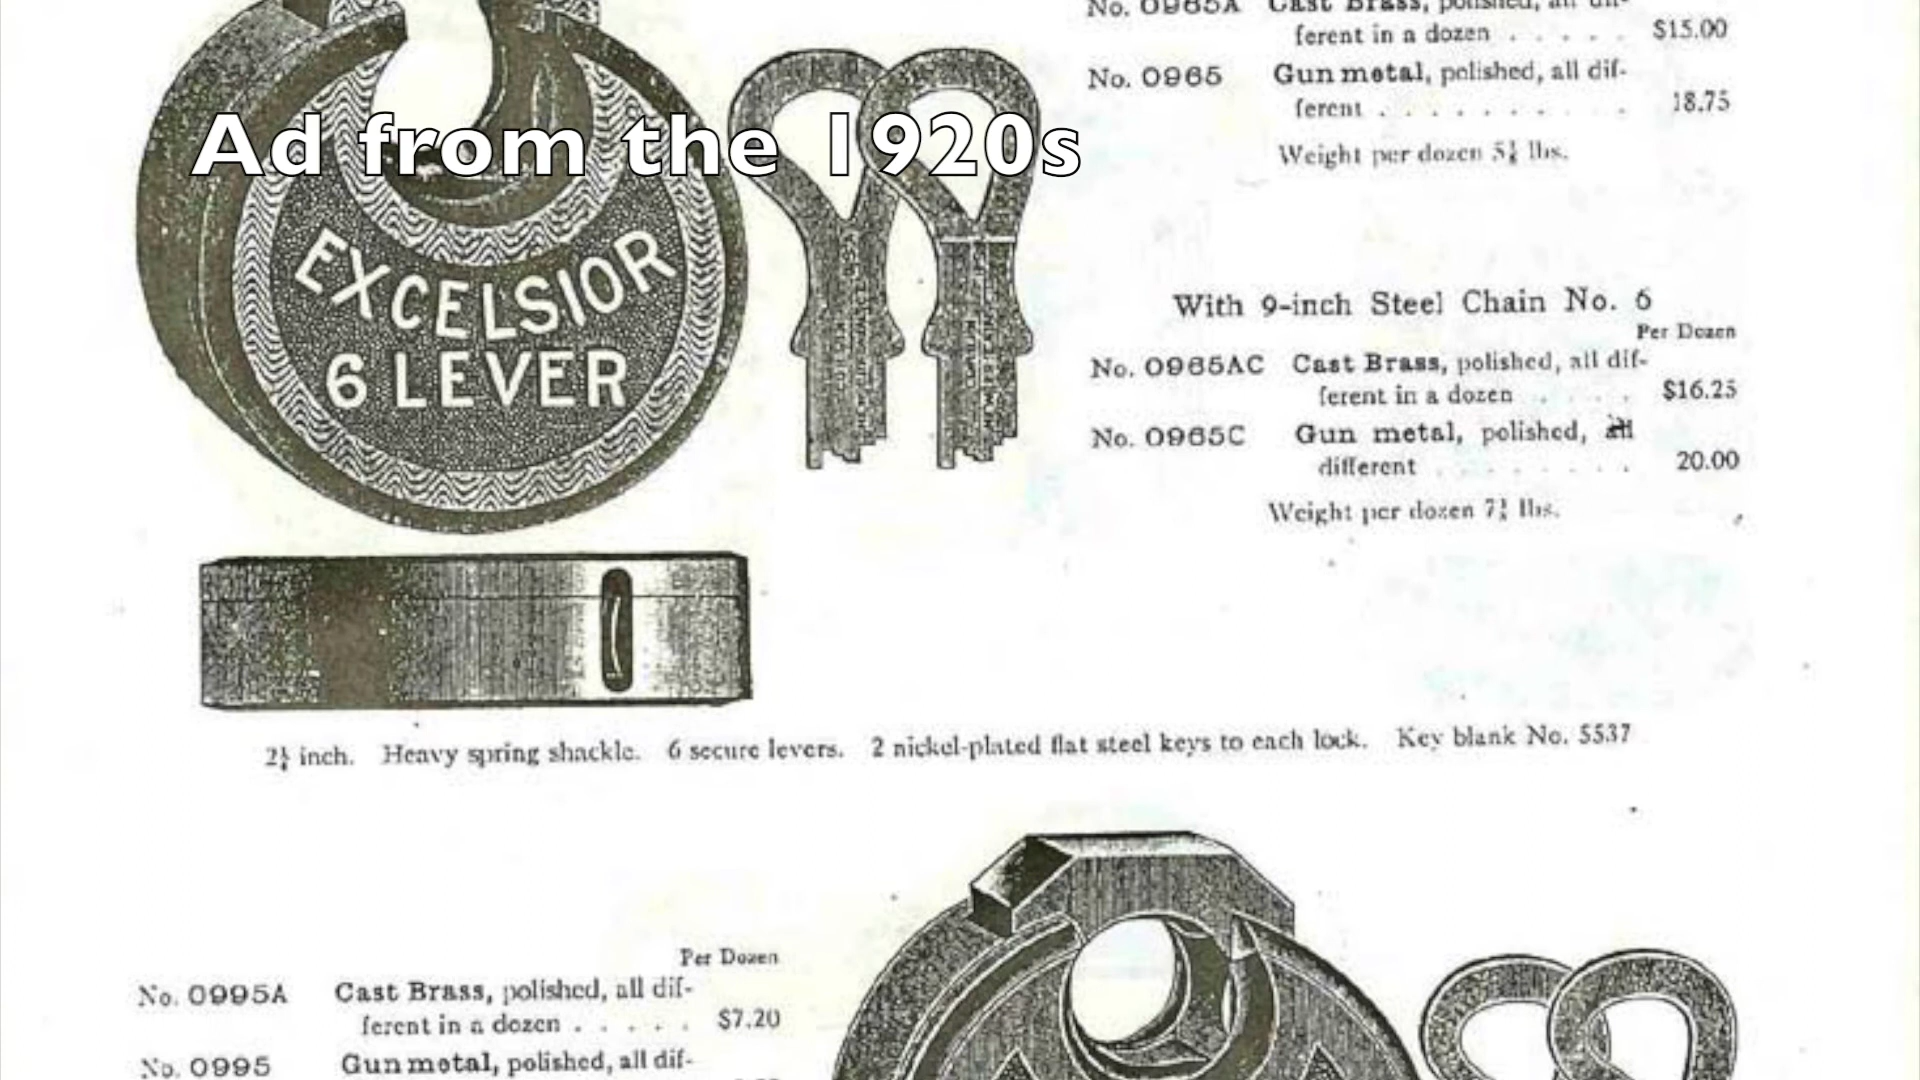 No. 0965A Cast Brass, polished, all dif-
ferent in a dozen . . . . . $15.00
No. 0965 Gun metal, polished, all dif-
ferent . . . . . . . . . 18.75
Weight per dozen 5¼ lbs.
Ad from the 1920s
EXCELSIOR
6 LEVER
With 9-inch Steel Chain No. 6
Per Dozen
No. 0965AC Cast Brass, polished, all dif-
ferent in a dozen . . . . $16.25
No. 0965C Gun metal, polished, all
different . . . . . . . 20.00
Weight per dozen lbs.
inch. Heavy spring shackle. 6 secure levers. 2 nickel-plated flat steel keys to each lock. Key blank No. 5537
Per Dozen
No. 0995A Cast Brass, polished, all dif-
ferent in a dozen . . . . . $7.20
No. 0995 Gun metal, polished, all dif-